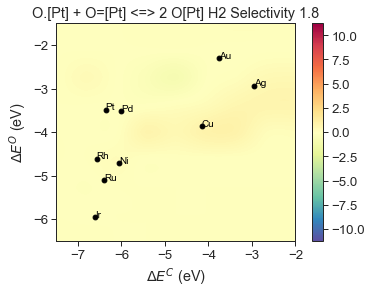 O.[Pt] + O=[Pt] <=> 2 O[Pt] H2 Selectivity 1.8
10.0
7.5
5.0
2.5
0.0
−2.5
−5.0
−7.5
−10.0
−2
−3
−4
−5
−6
ΔE^O (eV)
Au
Ag
Pt
Pd
Cu
Rh
Ni
Ru
Ir
−7
−6
−5
−4
−3
−2
ΔE^C (eV)